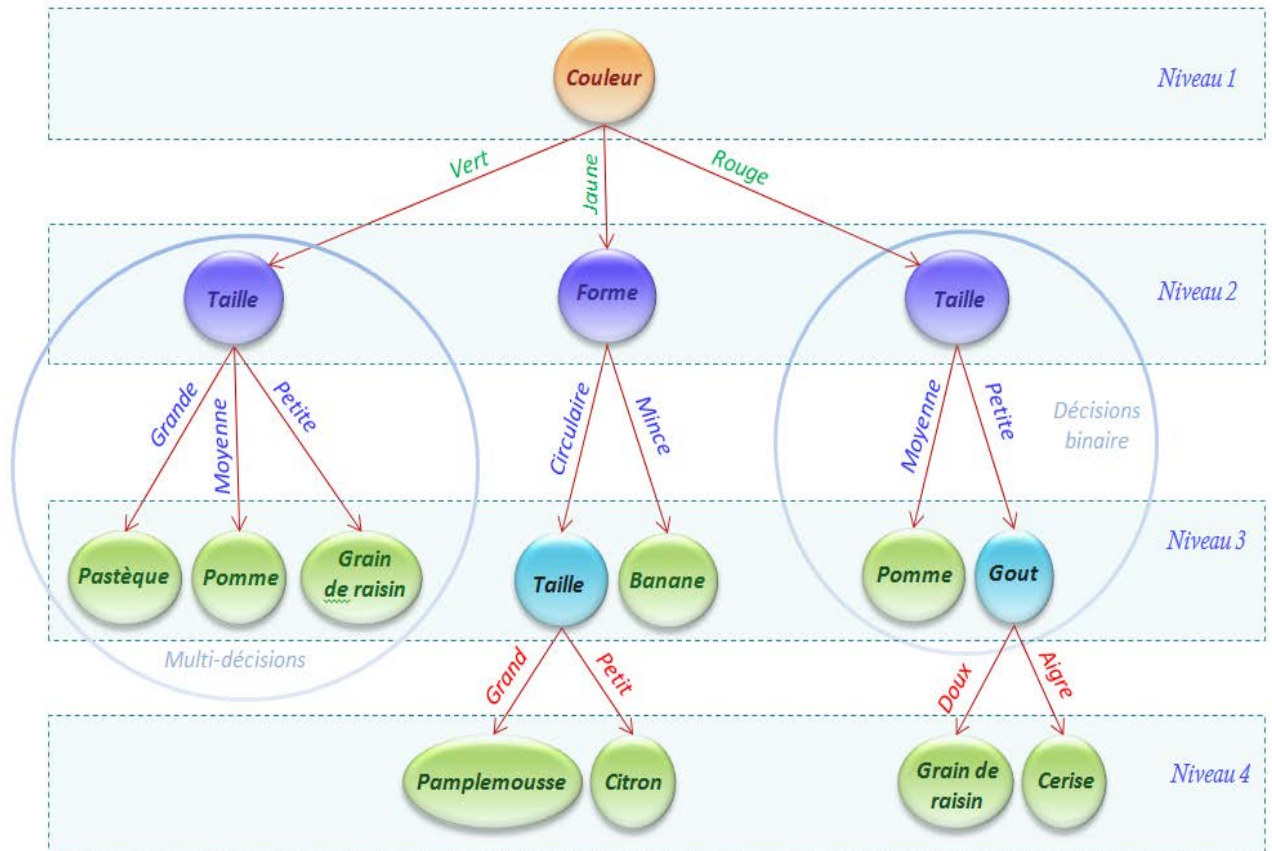 Couleur
Niveau 1
Vert
Jaune
Rouge
Taille
Forme
Taille
Niveau 2
Grande
Moyenne
Petite
Circulaire
Mince
Moyenne
Petite
Décisions
binaire
Pastèque
Pomme
Grain
de raisin
Taille
Banane
Pomme
Gout
Niveau 3
Multi-décisions
Grand
Petit
Doux
Aigre
Pamplemousse
Citron
Grain de
raisin
Cerise
Niveau 4